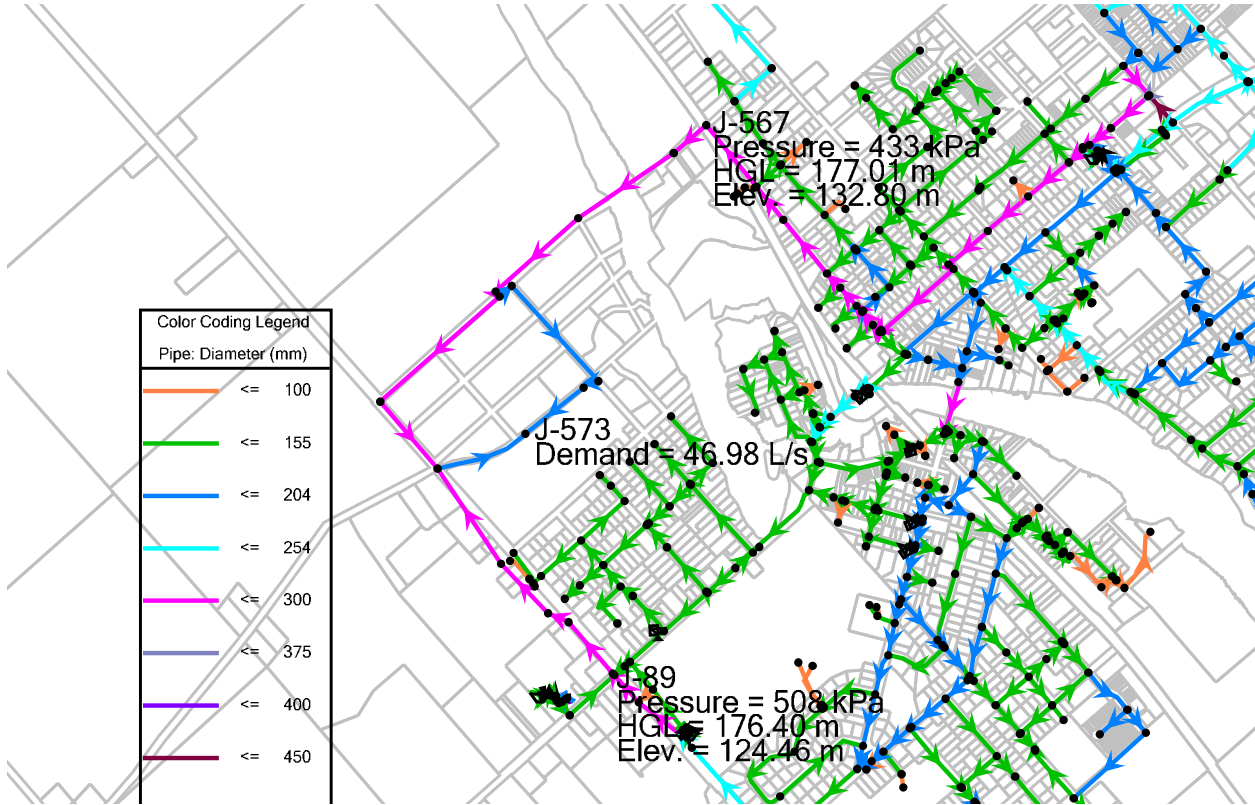 J-567
Pressure = 433 kPa
HGL = 177.01 m
Elev. = 132.80 m
Color Coding Legend
Pipe: Diameter (mm)
<= 100
<= 155
<= 204
<= 254
<= 300
<= 375
<= 400
<= 450
J-573
Demand = 46.98 L/s
J-89
Pressure = 508 kPa
HGL = 176.40 m
Elev. = 124.46 m